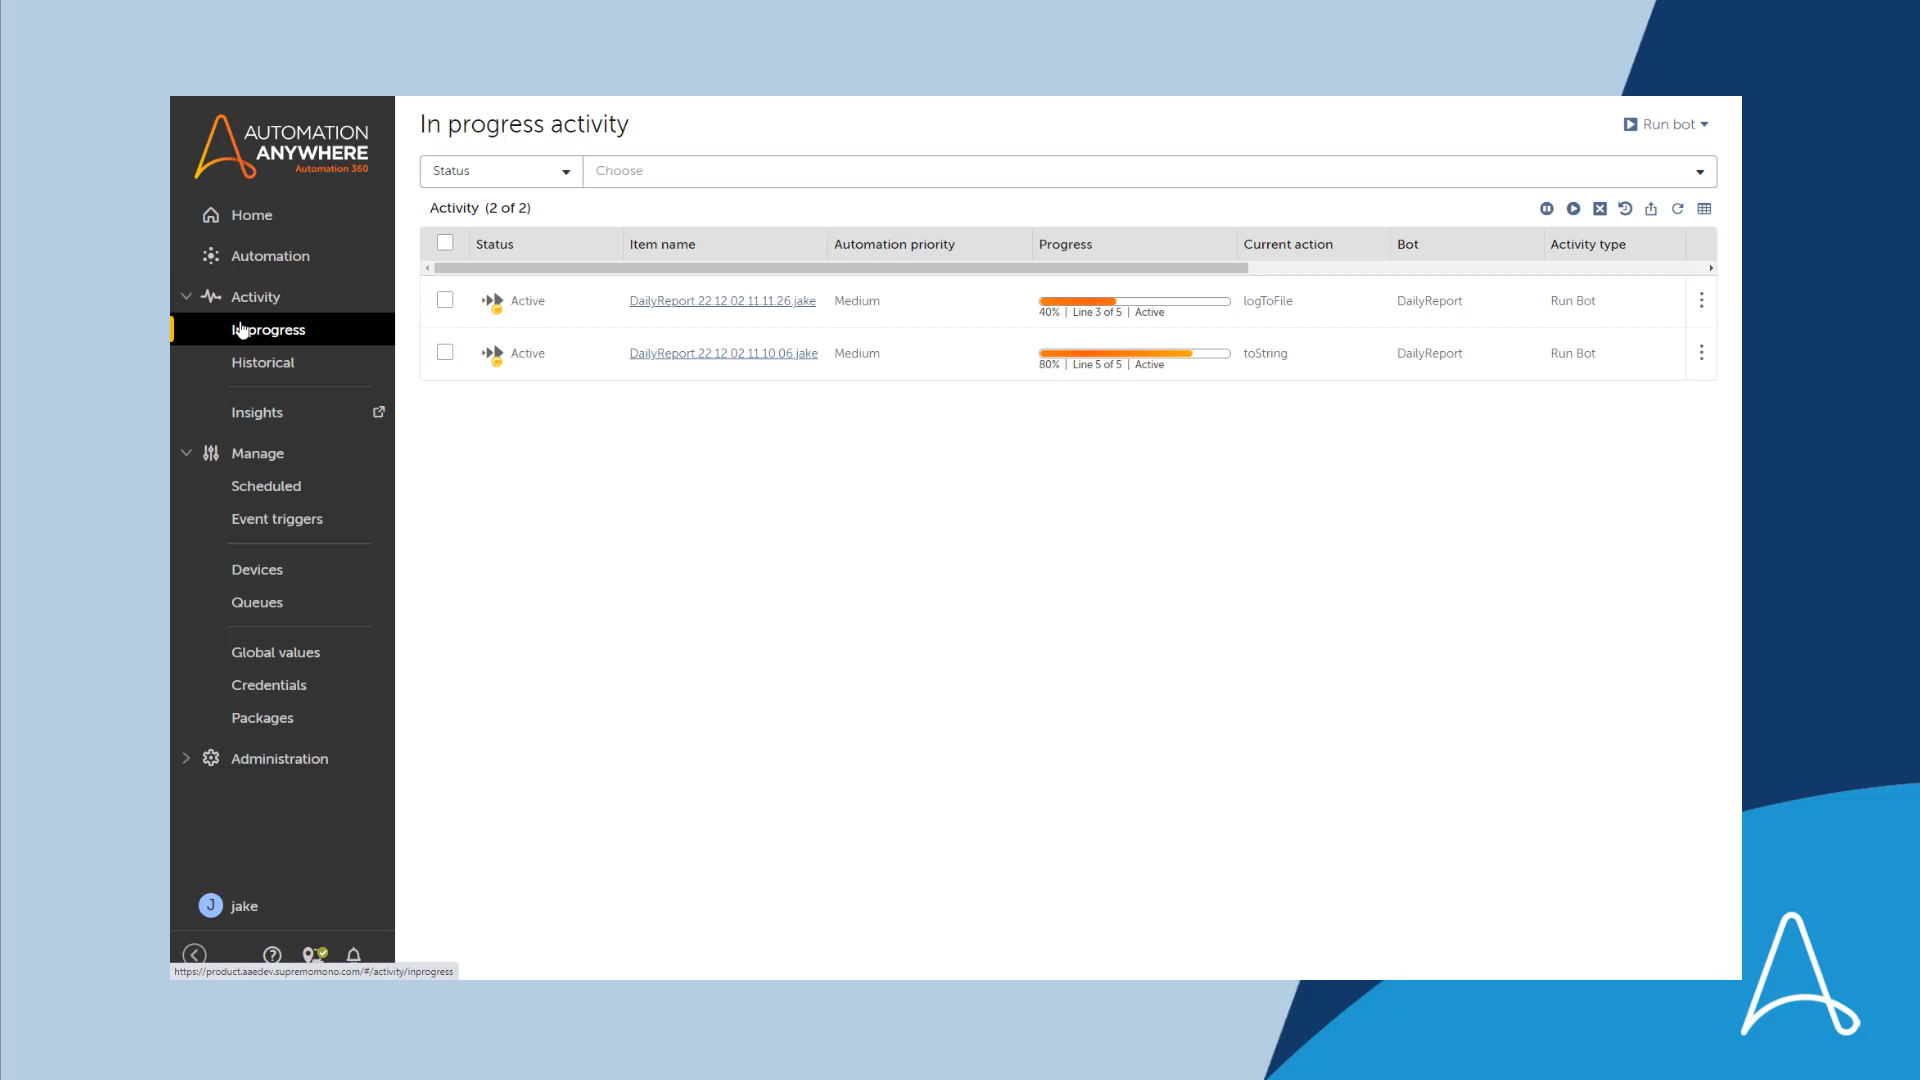 AUTOMATION
ANYWHERE
Automation 360
Home
Automation
Activity
In progress
Historical
Insights
Manage
Scheduled
Event triggers
Devices
Queues
Global values
Credentials
Packages
Administration
J jake
https://product.aaedev.supremomono.com/#/activity/inprogress
In progress activity
Run bot
Status Choose
Activity (2 of 2)
Status Item name Automation priority Progress Current action Bot Activity type
Active DailyReport.22.12.02.11.11.26.jake Medium logToFile DailyReport Run Bot
40% | Line 3 of 5 | Active
Active DailyReport.22.12.02.11.10.06.jake Medium toString DailyReport Run Bot
80% | Line 5 of 5 | Active